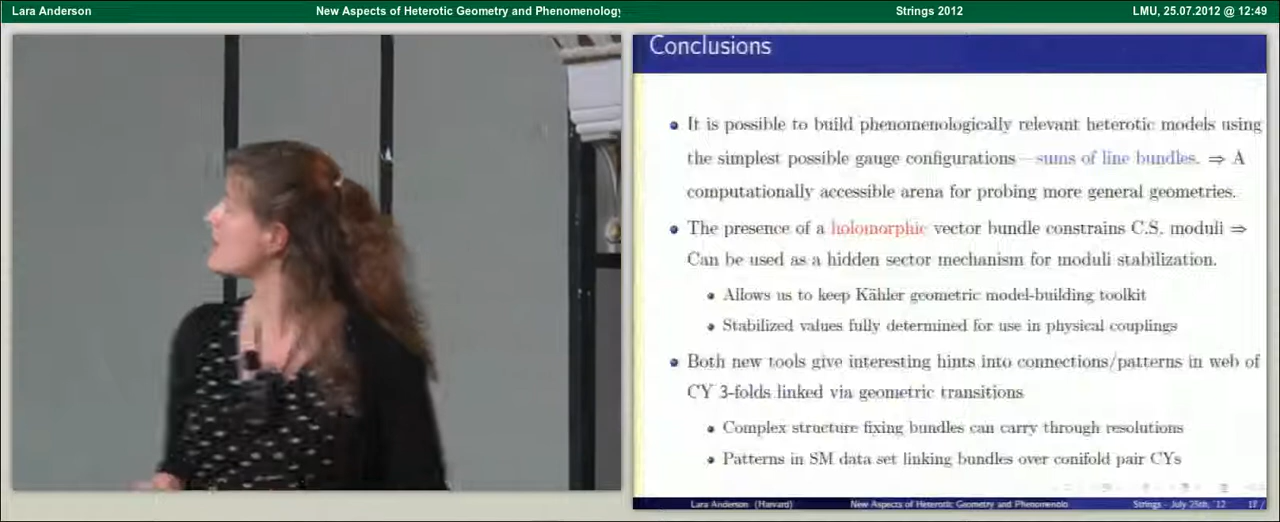 Lara Anderson New Aspects of Heterotic Geometry and Phenomenology Strings 2012 LMU, 25.07.2012 @ 12:49
Conclusions
It is possible to build phenomenologically relevant heterotic models using
the simplest possible gauge configurations – sums of line bundles. ⇒ A
computationally accessible arena for probing more general geometries.
The presence of a holomorphic vector bundle constrains C.S. moduli ⇒
Can be used as a hidden sector mechanism for moduli stabilization.
Allows us to keep Kähler geometric model-building toolkit
Stabilized values fully determined for use in physical couplings
Both new tools give interesting hints into connections/patterns in web of
CY 3-folds linked via geometric transitions
Complex structure fixing bundles can carry through resolutions
Patterns in SM data set linking bundles over conifold pair CYs
Lara Anderson (Harvard) New Aspects of Heterotic Geometry and Phenomenolo Strings - July 25th, '12 17 /